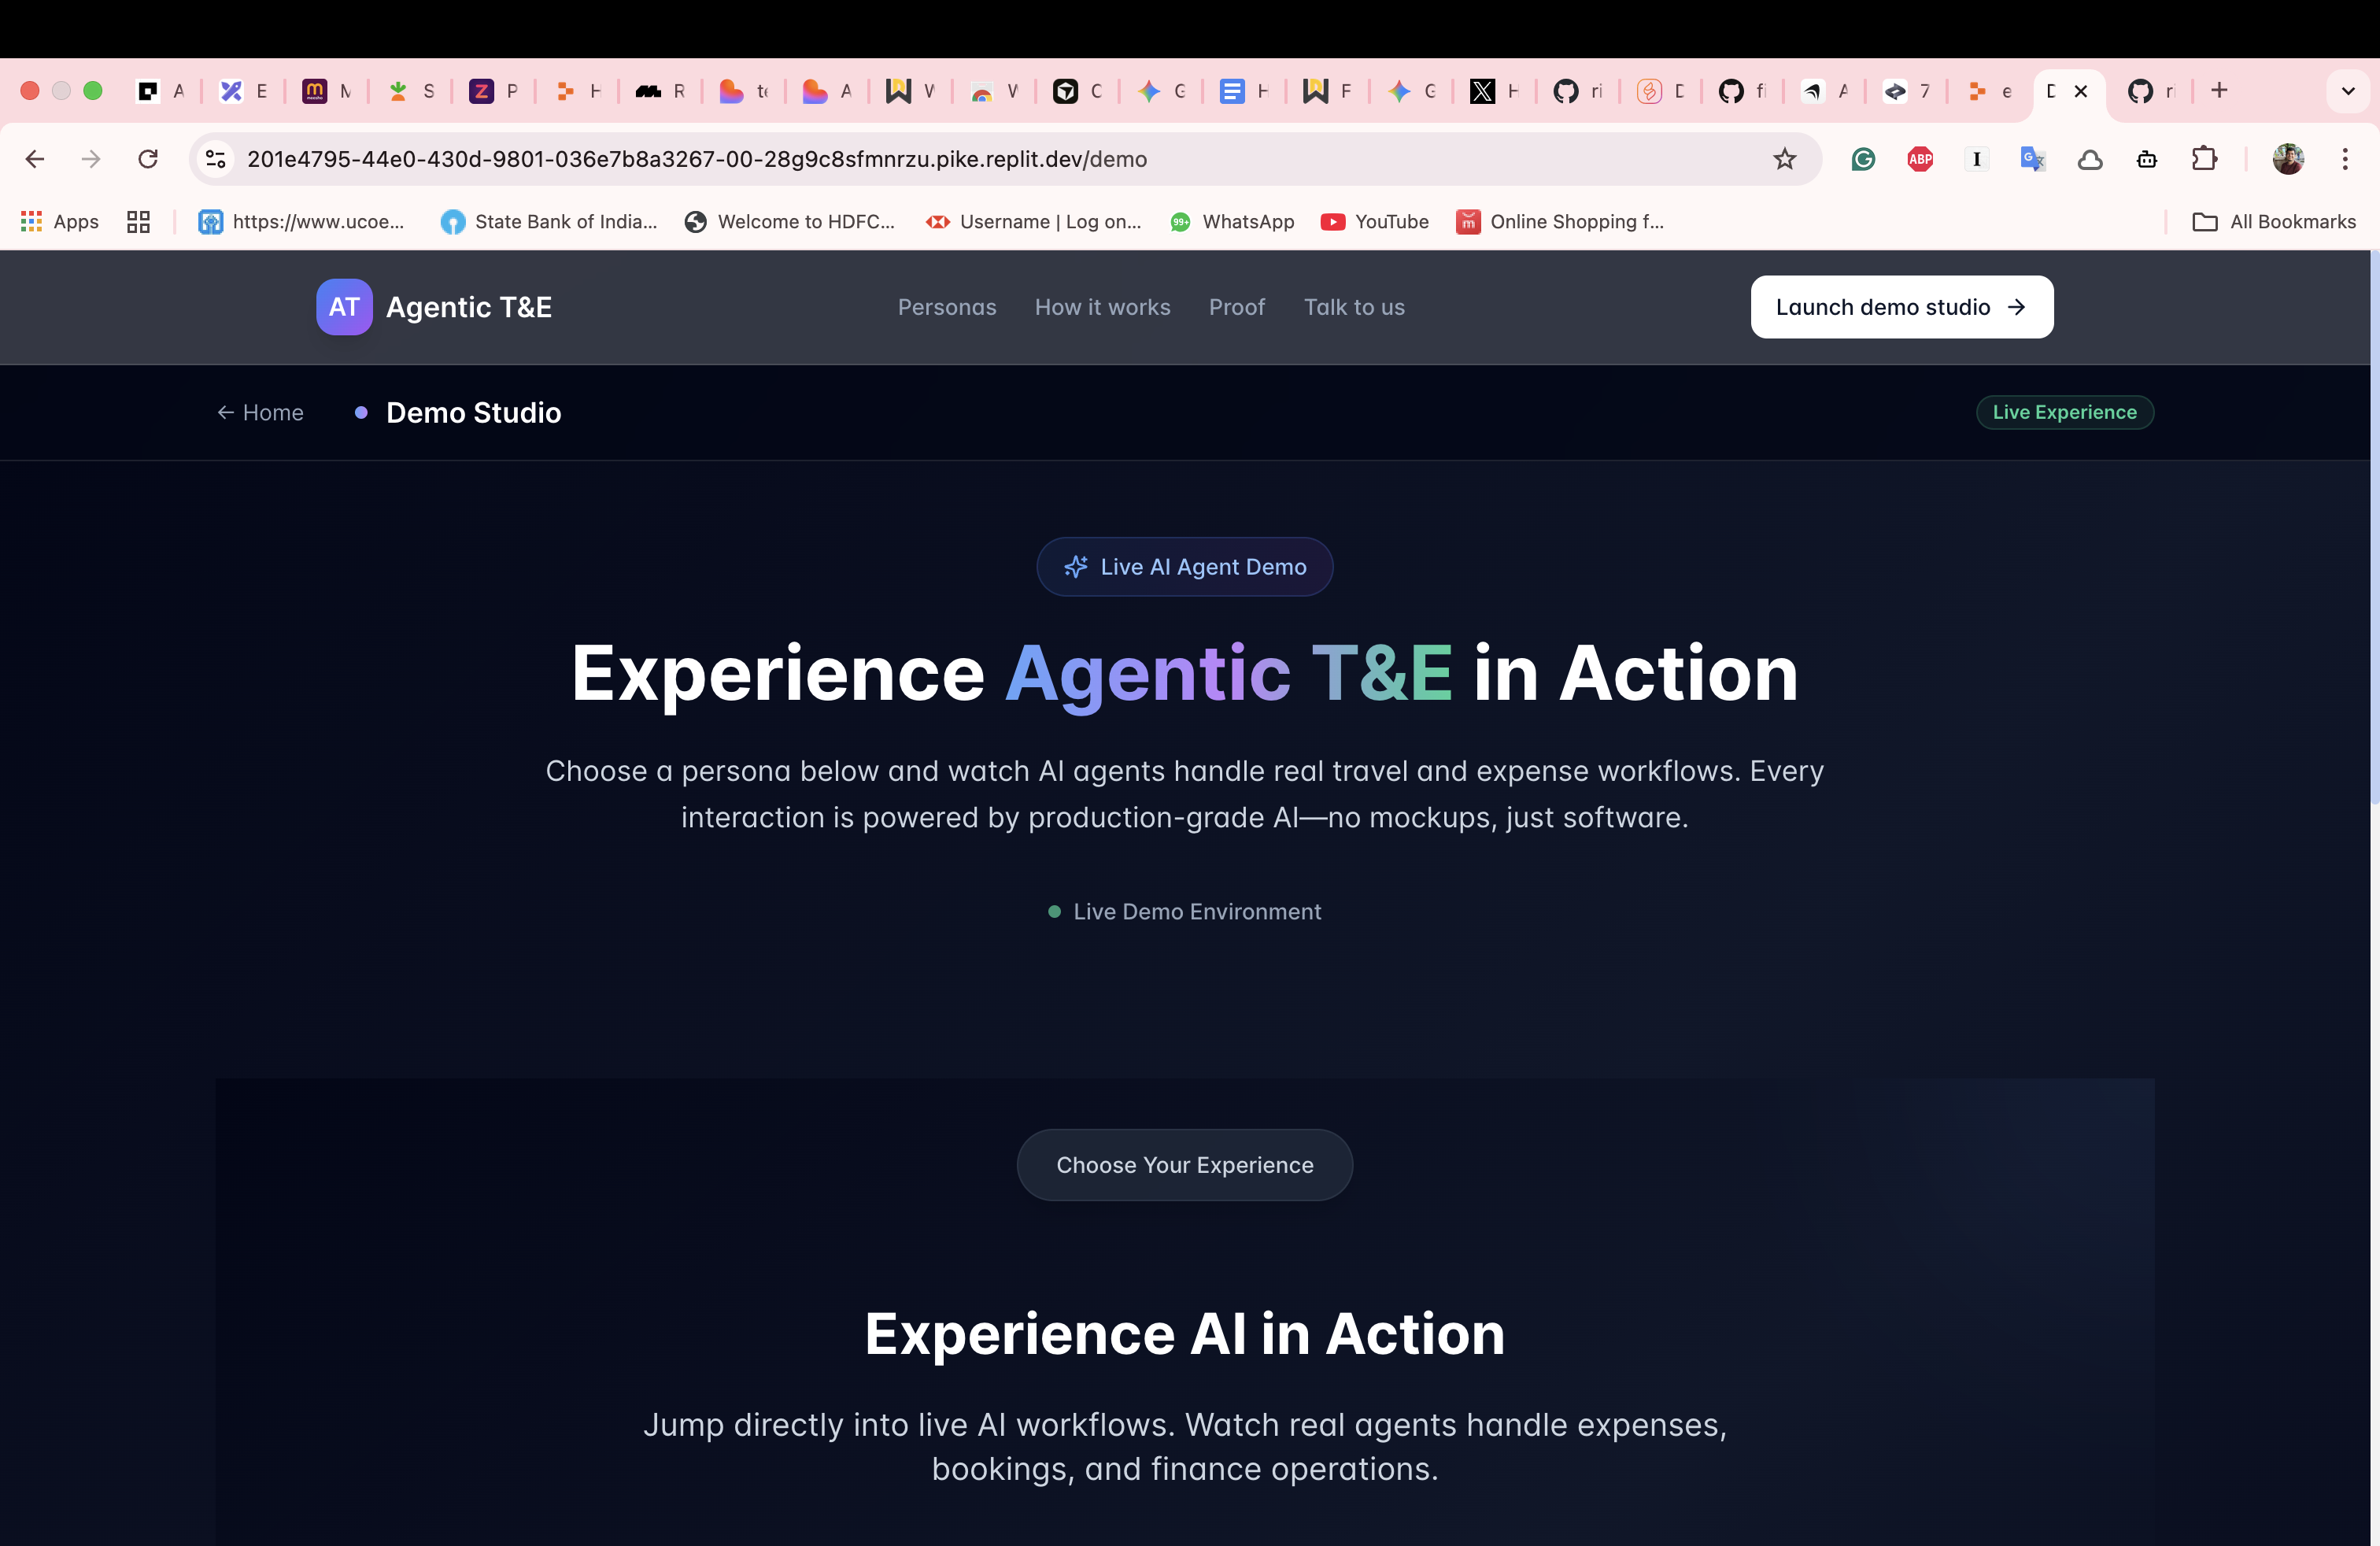 A
E
M
S
P
H
R
te
A
W
W
C
G
H
F
G
H
ri
D
fi
A
7
e
D
ri
201e4795-44e0-430d-9801-036e7b8a3267-00-28g9c8sfmnrzu.pike.replit.dev/demo
ABP
Apps
https://www.ucoe...
State Bank of India...
Welcome to HDFC...
Username | Log on...
99+
WhatsApp
YouTube
Online Shopping f...
All Bookmarks
AT
Agentic T&E
Personas
How it works
Proof
Talk to us
Launch demo studio →
← Home
Demo Studio
Live Experience
Live AI Agent Demo
Experience Agentic T&E in Action
Choose a persona below and watch AI agents handle real travel and expense workflows. Every
interaction is powered by production-grade AI—no mockups, just software.
Live Demo Environment
Choose Your Experience
Experience AI in Action
Jump directly into live AI workflows. Watch real agents handle expenses,
bookings, and finance operations.